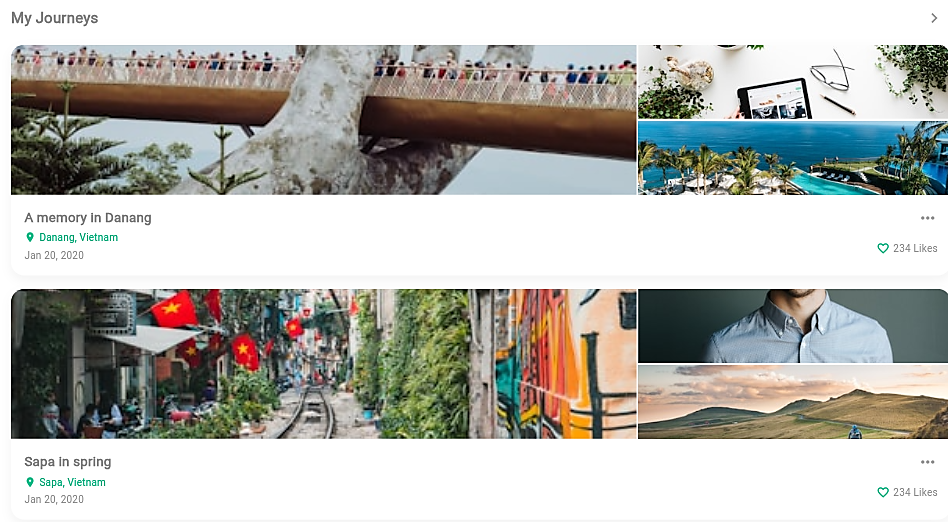 My Journeys
A memory in Danang
Danang, Vietnam
Jan 20, 2020
234 Likes
Sapa in spring
Sapa, Vietnam
Jan 20, 2020
234 Likes